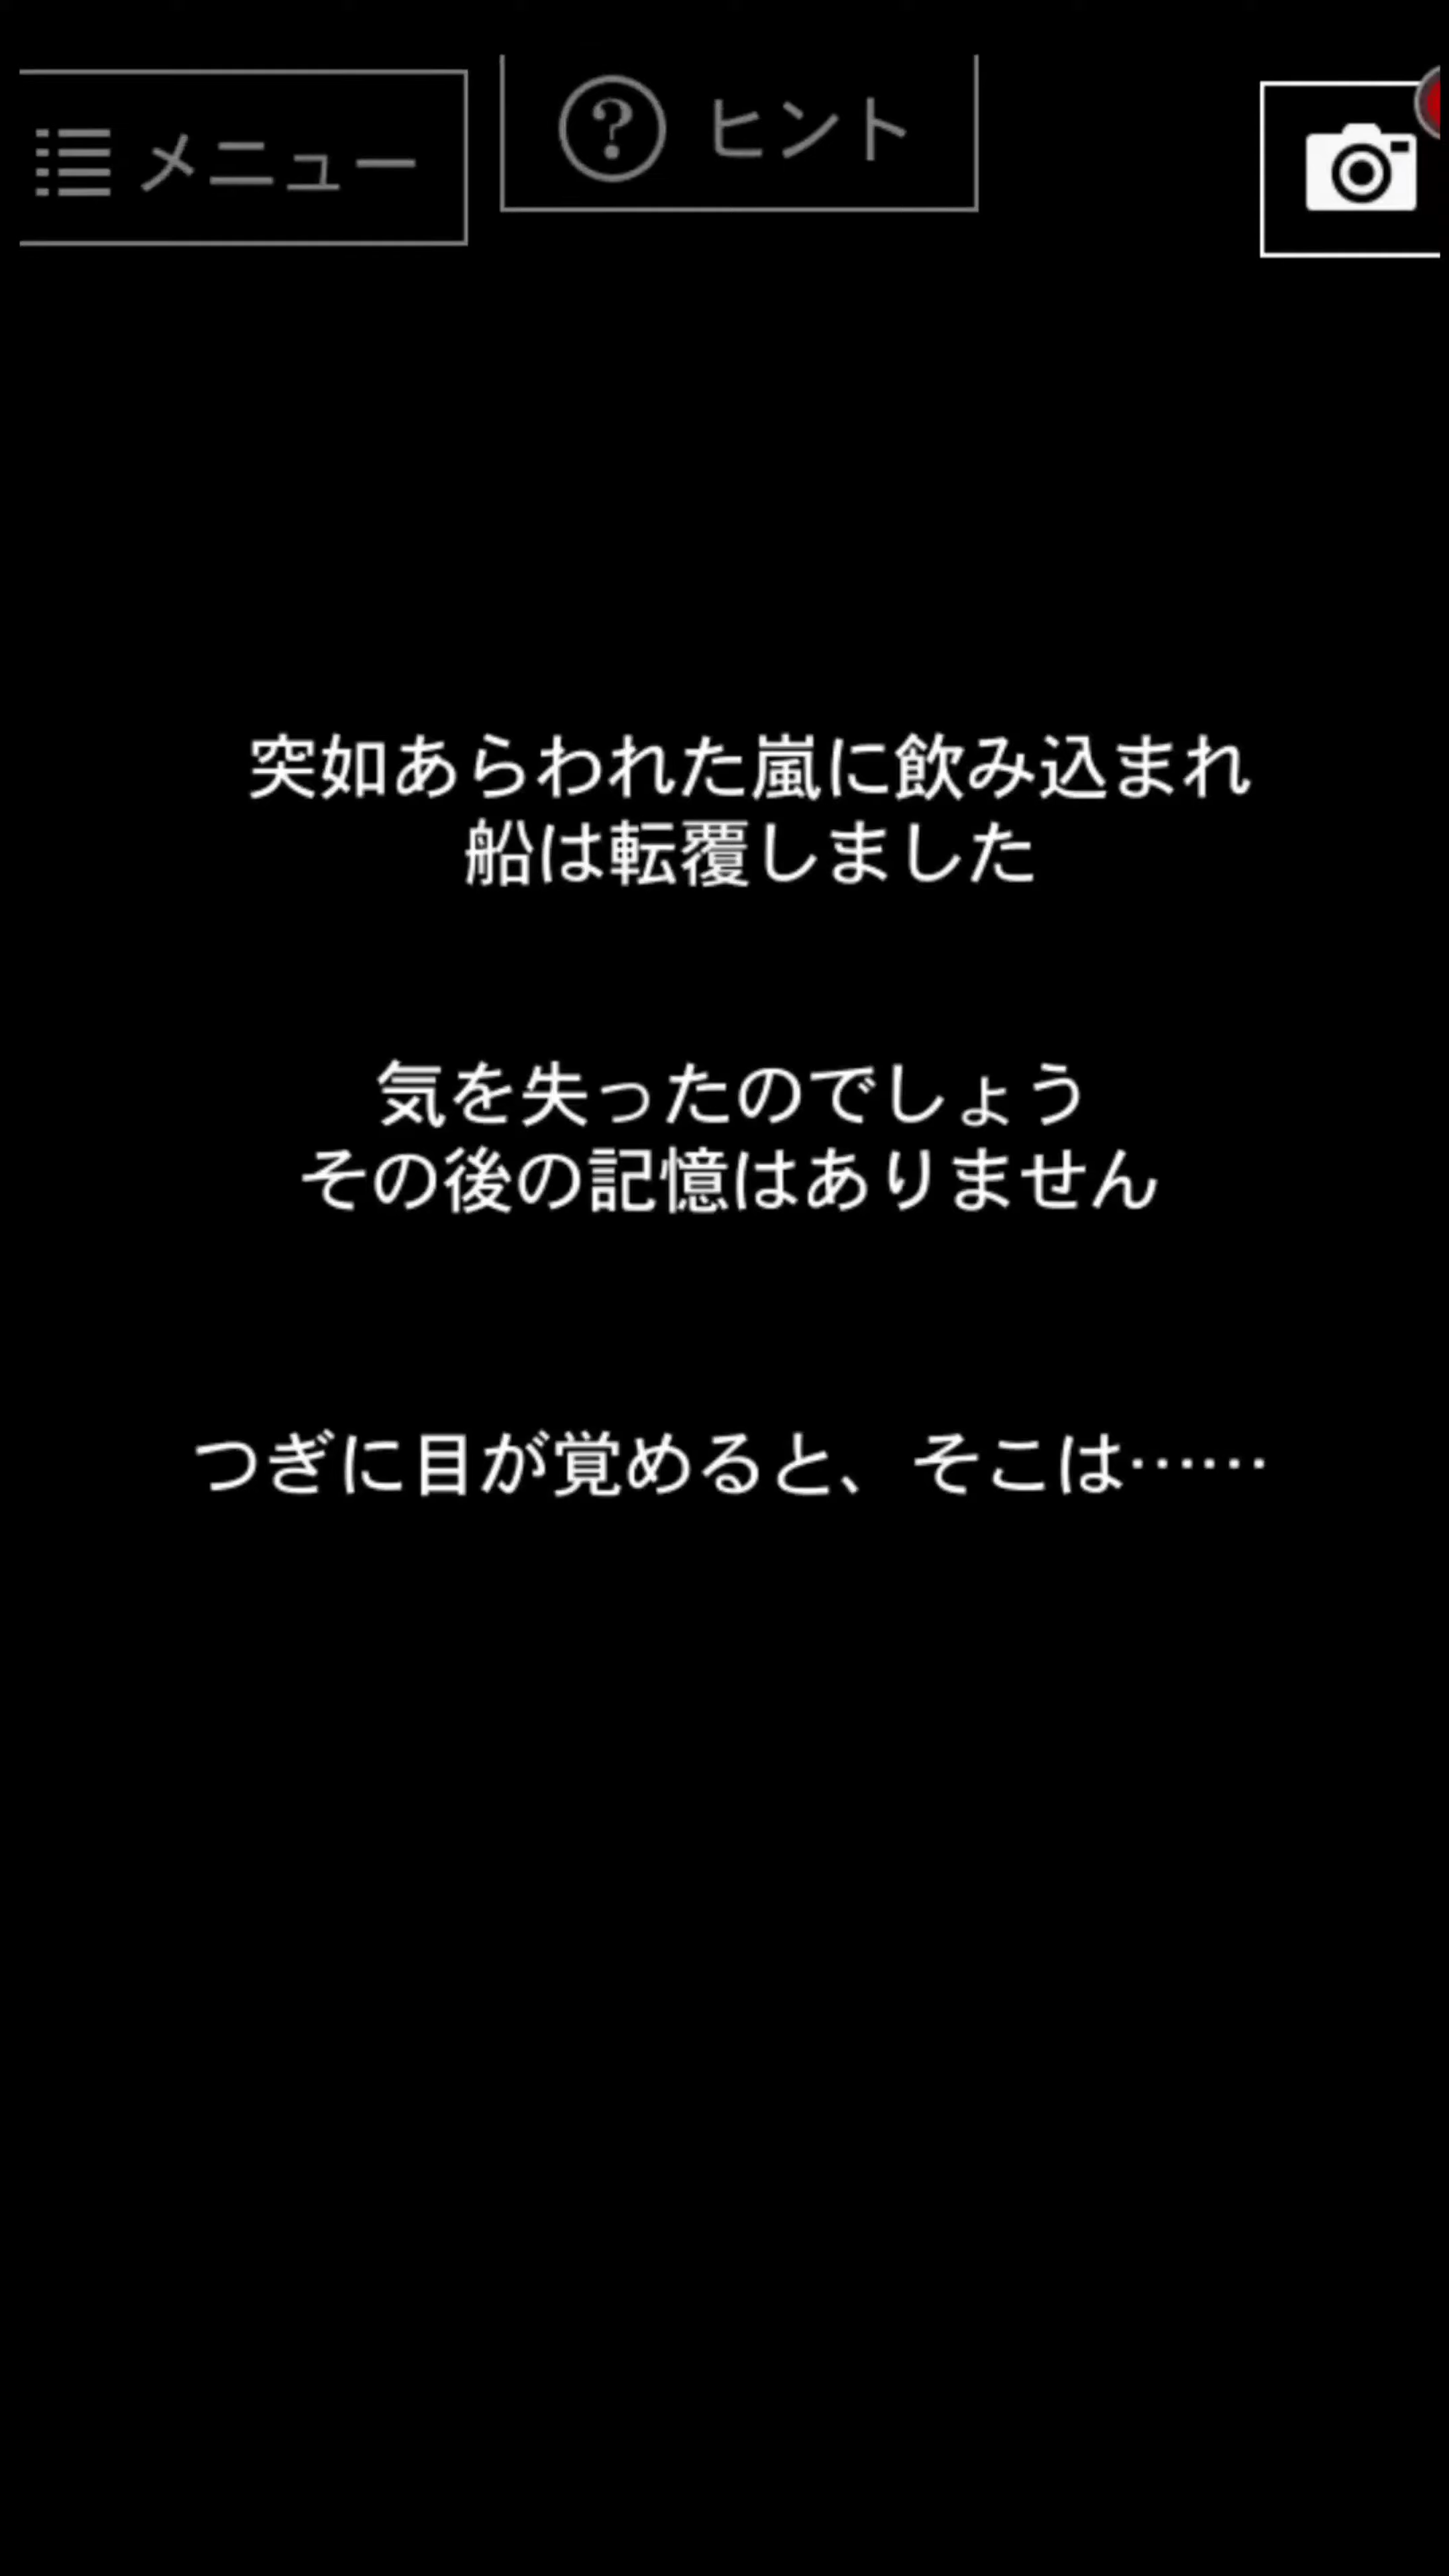 メニュー
? ヒント
突如あらわれた嵐に飲み込まれ
船は転覆しました
気を失ったのでしょう
その後の記憶はありません
つぎに目が覚めると、そこは……